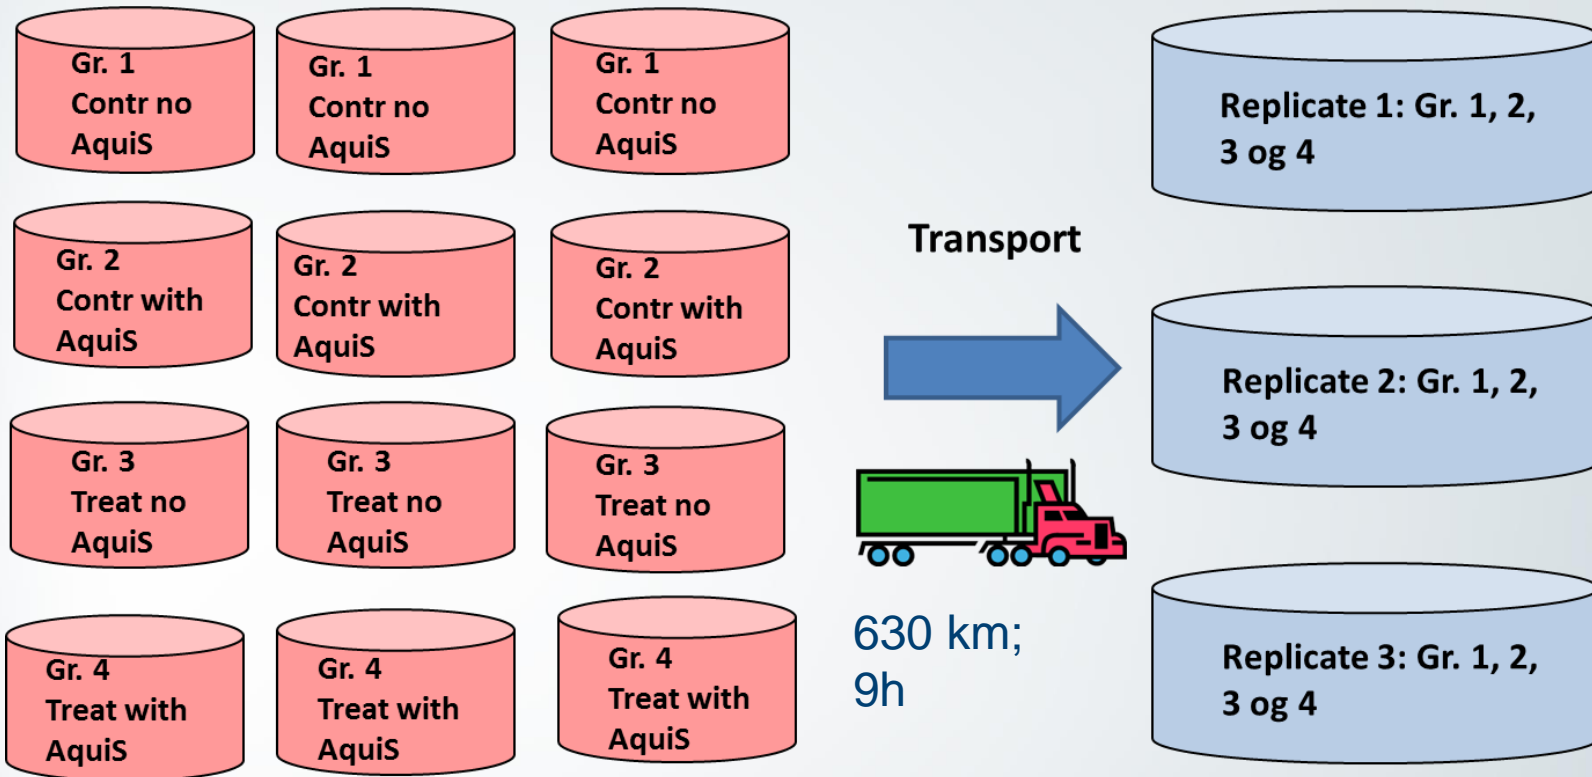 Gr. 1
Contr no
AquiS
Gr. 1
Contr no
AquiS
Gr. 1
Contr no
AquiS
Gr. 2
Contr with
AquiS
Gr. 2
Contr with
AquiS
Gr. 2
Contr with
AquiS
Gr. 3
Treat no
AquiS
Gr. 3
Treat no
AquiS
Gr. 3
Treat no
AquiS
Gr. 4
Treat with
AquiS
Gr. 4
Treat with
AquiS
Gr. 4
Treat with
AquiS
Transport
630 km;
9h
Replicate 1: Gr. 1, 2,
3 og 4
Replicate 2: Gr. 1, 2,
3 og 4
Replicate 3: Gr. 1, 2,
3 og 4